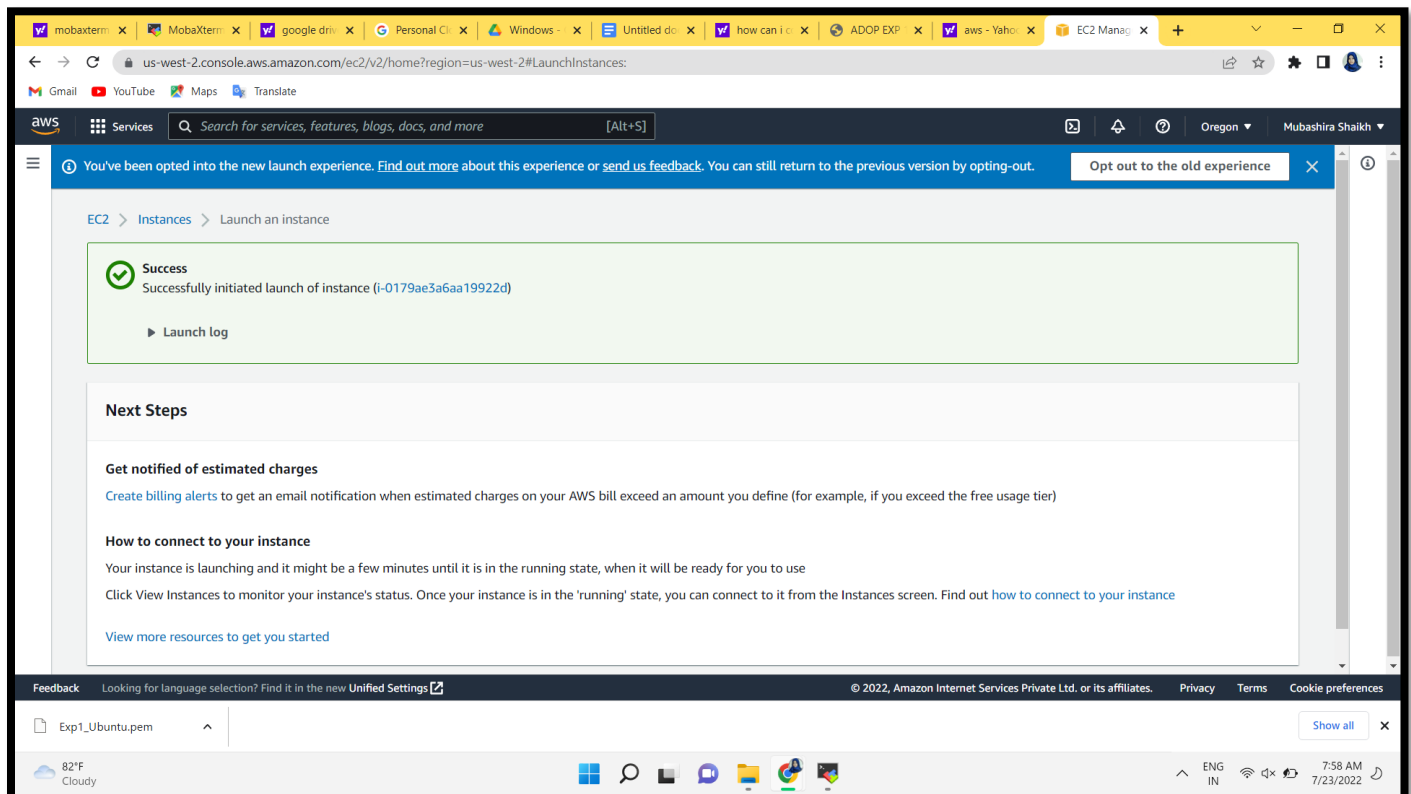 mobaxterm
MobaXterm
google driv
Personal Cl
Windows -
Untitled do
how can i c
ADOP EXP
aws - Yahoo
EC2 Manag
us-west-2.console.aws.amazon.com/ec2/v2/home?region=us-west-2#LaunchInstances:
Gmail YouTube Maps Translate
aws Services Search for services, features, blogs, docs, and more [Alt+S] Oregon Mubashira Shaikh
You've been opted into the new launch experience. Find out more about this experience or send us feedback. You can still return to the previous version by opting-out. Opt out to the old experience
EC2 Instances Launch an instance
Success
Successfully initiated launch of instance (i-0179ae3a6aa19922d)
Launch log
Next Steps
Get notified of estimated charges
Create billing alerts to get an email notification when estimated charges on your AWS bill exceed an amount you define (for example, if you exceed the free usage tier)
How to connect to your instance
Your instance is launching and it might be a few minutes until it is in the running state, when it will be ready for you to use
Click View Instances to monitor your instance's status. Once your instance is in the 'running' state, you can connect to it from the Instances screen. Find out how to connect to your instance
View more resources to get you started
Feedback Looking for language selection? Find it in the new Unified Settings © 2022, Amazon Internet Services Private Ltd. or its affiliates. Privacy Terms Cookie preferences
Exp1_Ubuntu.pem Show all
82°F
Cloudy
ENG
IN
7:58 AM
7/23/2022